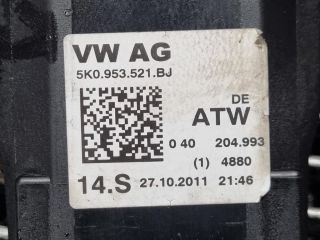 VW AG
5K0.953.521.BJ
DE
ATW
0 40 204.993
(1) 4880
14.S 27.10.2011 21:46